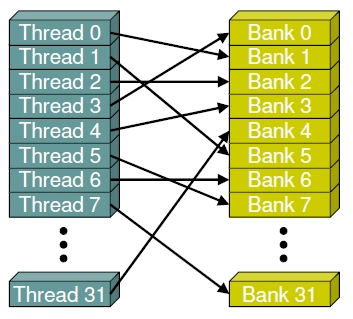 Thread 0
Thread 1
Thread 2
Thread 3
Thread 4
Thread 5
Thread 6
Thread 7
Thread 31
Bank 0
Bank 1
Bank 2
Bank 3
Bank 4
Bank 5
Bank 6
Bank 7
Bank 31